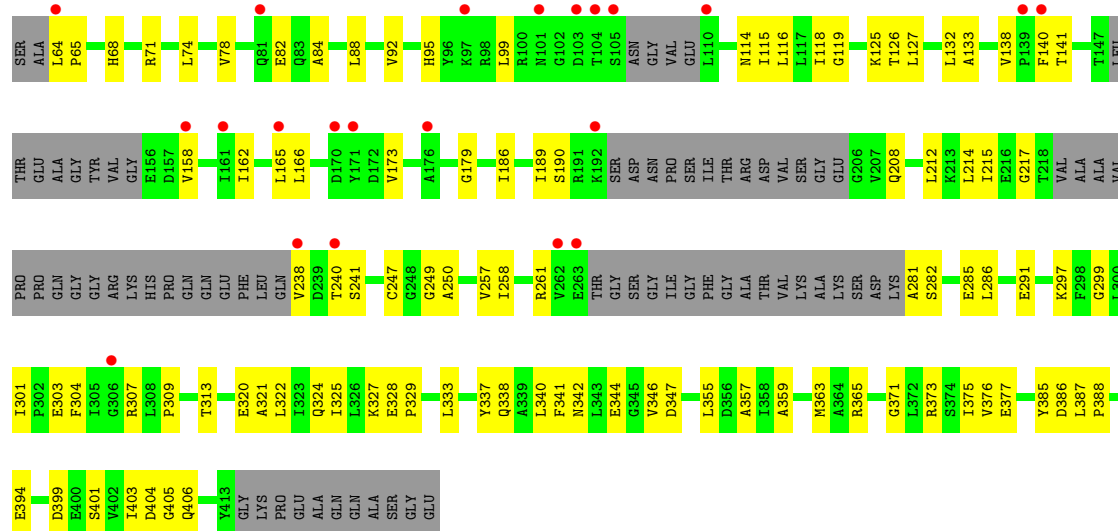 SER ALA L64 P65 H68 R71 L74 V78 Q81 E82 Q83 A84 L88 V92 H95 Y96 K97 R98 L99 R100 N101 G102 D103 T104 S105 ASN GLY VAL GLU L110 N114 I115 L116 L117 I118 G119 K125 T126 L127 L132 A133 V138 P139 F140 T141 T147 LEU
THR GLU ALA GLY TYR VAL GLY E156 D157 V158 I161 I162 L165 L166 D170 Y171 D172 V173 A176 G179 I186 I189 S190 R191 K192 SER ASP ASN PRO SER ILE THR ARG ASP VAL SER GLY GLU G206 V207 Q208 L212 K213 L214 I215 E216 G217 T218 VAL ALA ALA VAL
PRO PRO GLN GLY GLY ARG LYS HIS PRO GLN GLN GLU PHE LEU GLN V238 D239 T240 S241 C247 G248 G249 A250 V257 I258 R261 V262 E263 THR GLY SER GLY ILE GLY PHE GLY ALA THR VAL LYS ALA LYS SER ASP LYS A281 S282 E285 L286 E291 K297 F298 G299 L300
I301 P302 E303 F304 I305 G306 R307 L308 P309 T313 E320 A321 L322 I323 Q324 I325 L326 K327 E328 P329 L333 Y337 Q338 A339 L340 F341 N342 L343 E344 G345 V346 D347 L355 D356 A357 I358 A359 M363 A364 R365 G371 L372 R373 S374 I375 V376 E377 Y385 D386 L387 P388
E394 D399 E400 S401 V402 I403 D404 G405 Q406 Y413 GLY LYS PRO GLU ALA GLN GLN ALA SER GLY GLU